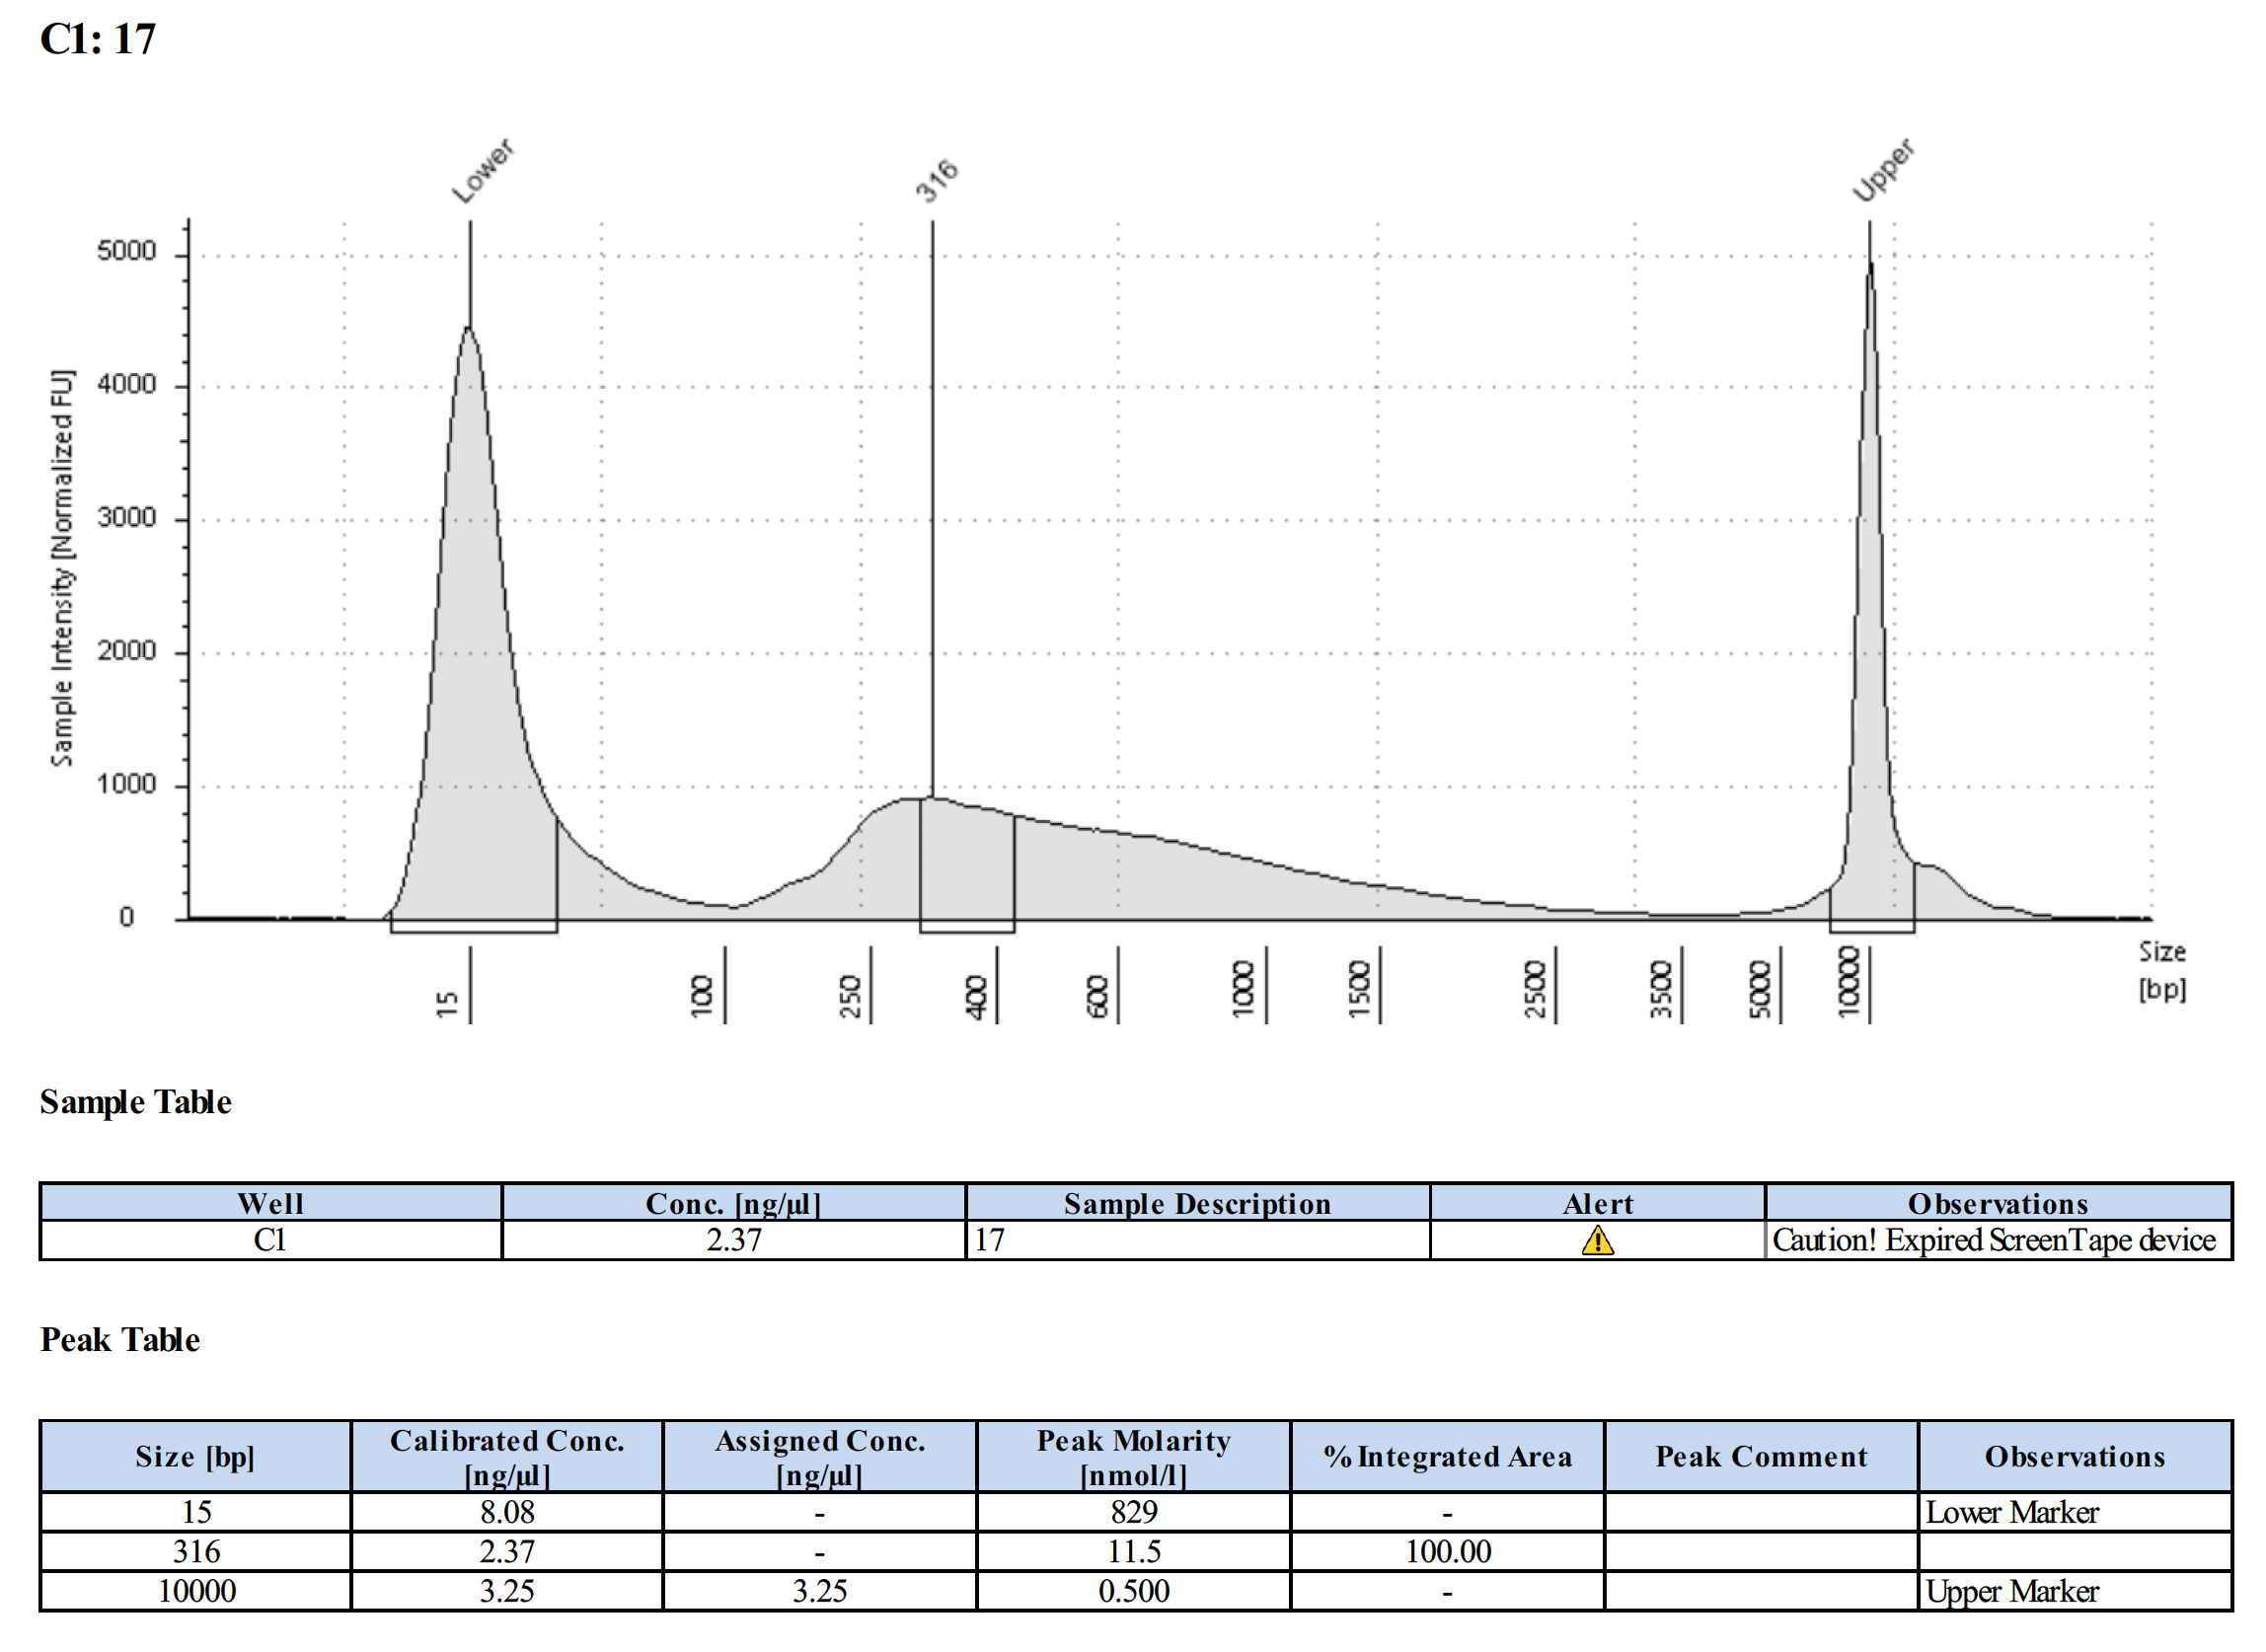 C1: 17
Lower
316
Upper
Sample Intensity [Normalized FU]
5000
4000
3000
2000
1000
0
15
100
250
400
600
1000
1500
2500
3500
5000
10000
Size
[bp]
Sample Table
Well Conc. [ng/µl] Sample Description Alert Observations
C1 2.37 17 Caution! Expired ScreenTape device
Peak Table
Size [bp] Calibrated Conc. [ng/µl] Assigned Conc. [ng/µl] Peak Molarity [nmol/l] % Integrated Area Peak Comment Observations
15 8.08 - 829 - Lower Marker
316 2.37 - 11.5 100.00
10000 3.25 3.25 0.500 - Upper Marker